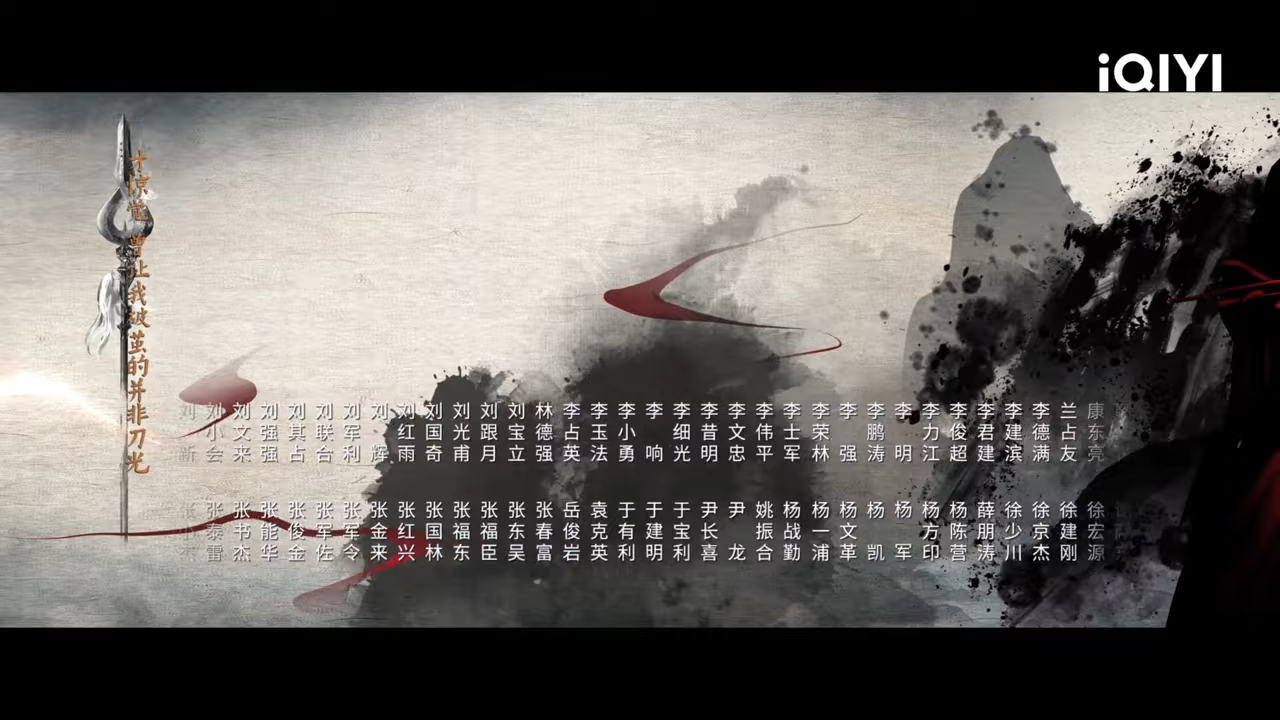 iQIYI
才惊觉 曾让我破茧的并非刀光
康东亮
兰占友
李德满
李建滨
李君建
李俊超
李力江
李明
李鹏涛
李强
李荣林
李士军
李伟平
李文忠
李昔明
李细光
李响
李小勇
李玉法
李占英
林德强
刘宝立
刘跟月
刘光甫
刘国奇
刘红雨
刘辉
刘军利
刘联台
刘其占
刘强强
刘文来
刘小会
徐宏源
徐建刚
徐京杰
徐少川
薛朋涛
杨陈营
杨方印
杨军
杨凯
杨文革
杨一浦
杨战勤
姚振合
尹龙
尹长喜
于宝利
于建明
于有利
袁克英
岳俊岩
张春富
张东吴
张福臣
张福东
张国林
张红兴
张金来
张军令
张军佐
张俊金
张能华
张书杰
张泰雷